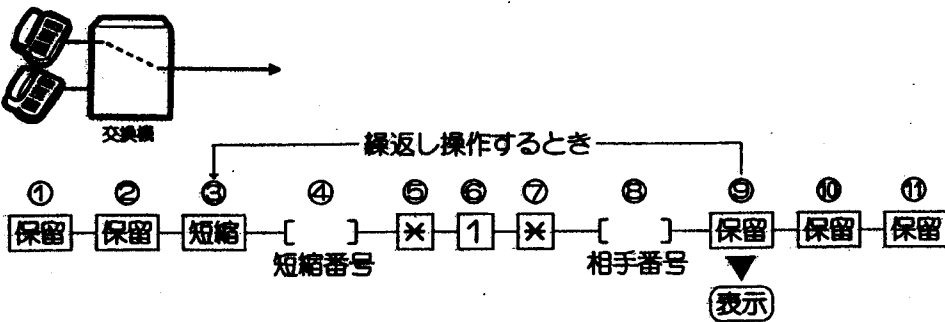 交換機
繰返し操作するとき
① ② ③ ④ ⑤ ⑥ ⑦ ⑧ ⑨ ⑩ ⑪
保留 保留 短縮 [ ] * 1 * [ ] 保留 保留 保留
短縮番号 相手番号
表示